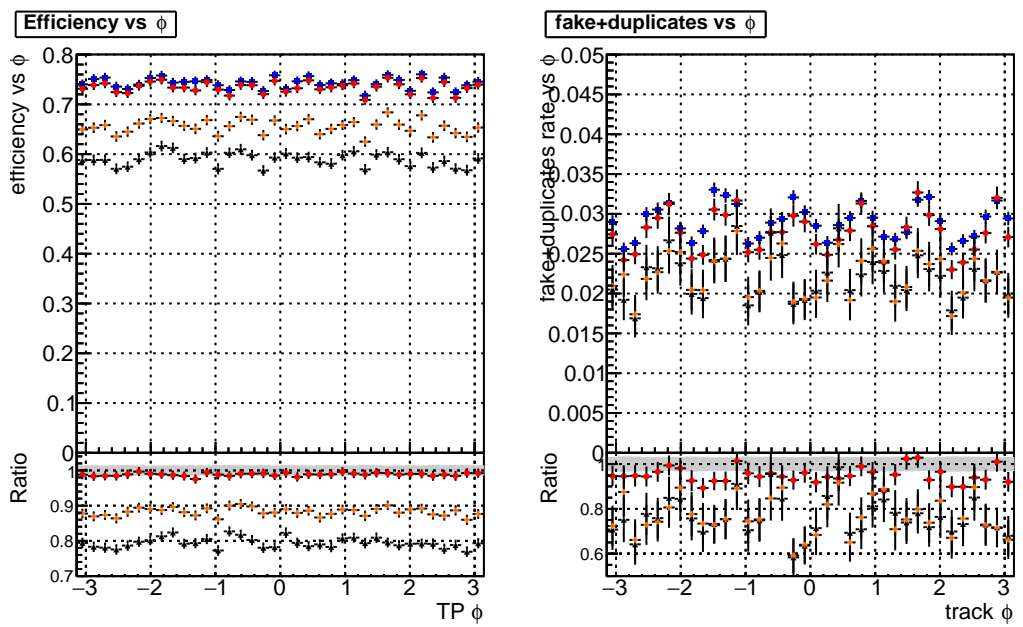 Efficiency vs ϕ
efficiency vs ϕ
0.8
0.7
0.6
0.5
0.4
0.3
0.2
0.1
0
Ratio
1
0.9
0.8
0.7
−3 −2 −1 0 1 2 3
TP ϕ
fake+duplicates vs ϕ
fake+duplicates rate vs ϕ
0.05
0.045
0.04
0.035
0.03
0.025
0.02
0.015
0.01
0.005
0
Ratio
1
0.8
0.6
−3 −2 −1 0 1 2 3
track ϕ